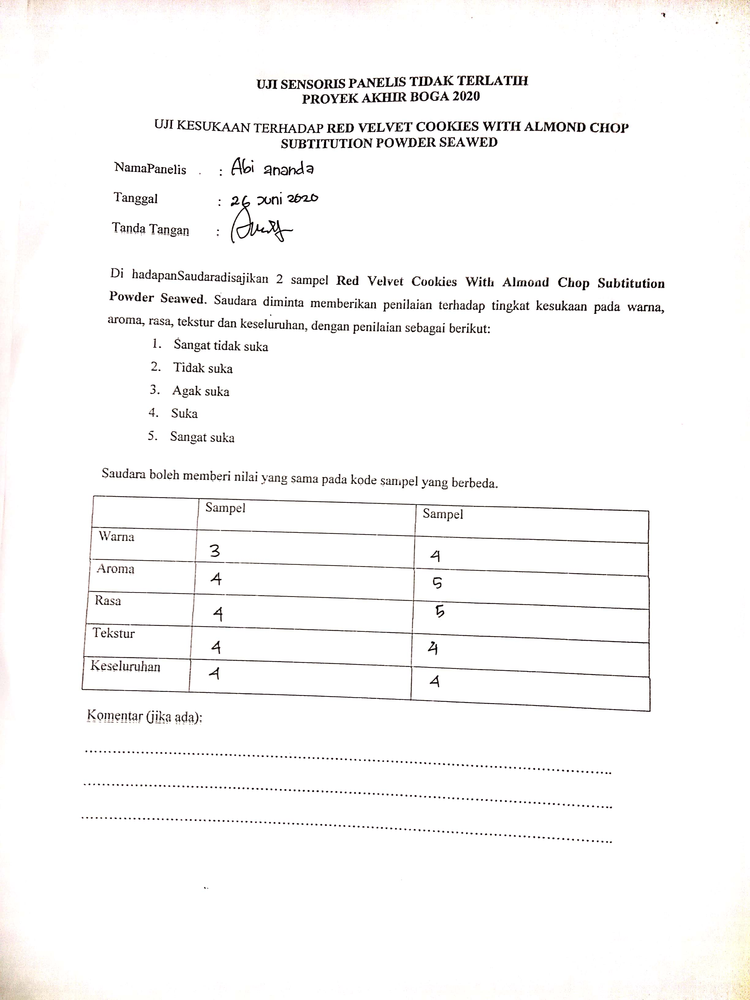 UJI SENSORIS PANELIS TIDAK TERLATIH
PROYEK AKHIR BOGA 2020
UJI KESUKAAN TERHADAP RED VELVET COOKIES WITH ALMOND CHOP
SUBTITUTION POWDER SEAWED
NamaPanelis : Abi ananda
Tanggal : 26 Juni 2020
Tanda Tangan :
Di hadapanSaudaradisajikan 2 sampel Red Velvet Cookies With Almond Chop Subtitution
Powder Seawed. Saudara diminta memberikan penilaian terhadap tingkat kesukaan pada warna,
aroma, rasa, tekstur dan keseluruhan, dengan penilaian sebagai berikut:
1. Sangat tidak suka
2. Tidak suka
3. Agak suka
4. Suka
5. Sangat suka
Saudara boleh memberi nilai yang sama pada kode sampel yang berbeda.
Sampel Sampel
Warna 3 4
Aroma 4 5
Rasa 4 5
Tekstur 4 4
Keseluruhan 4 4
Komentar (jika ada):